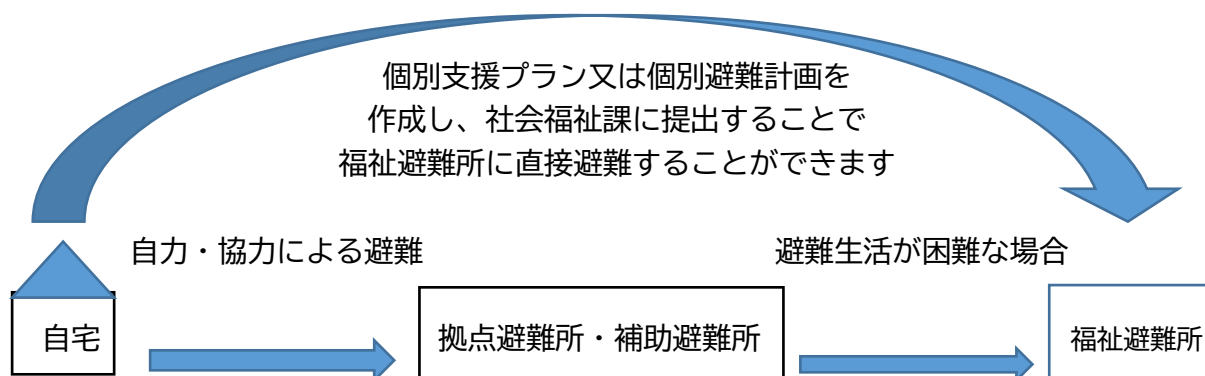 個別支援プラン又は個別避難計画を
作成し、社会福祉課に提出することで
福祉避難所に直接避難することができます
自力・協力による避難
避難生活が困難な場合
自宅
拠点避難所・補助避難所
福祉避難所